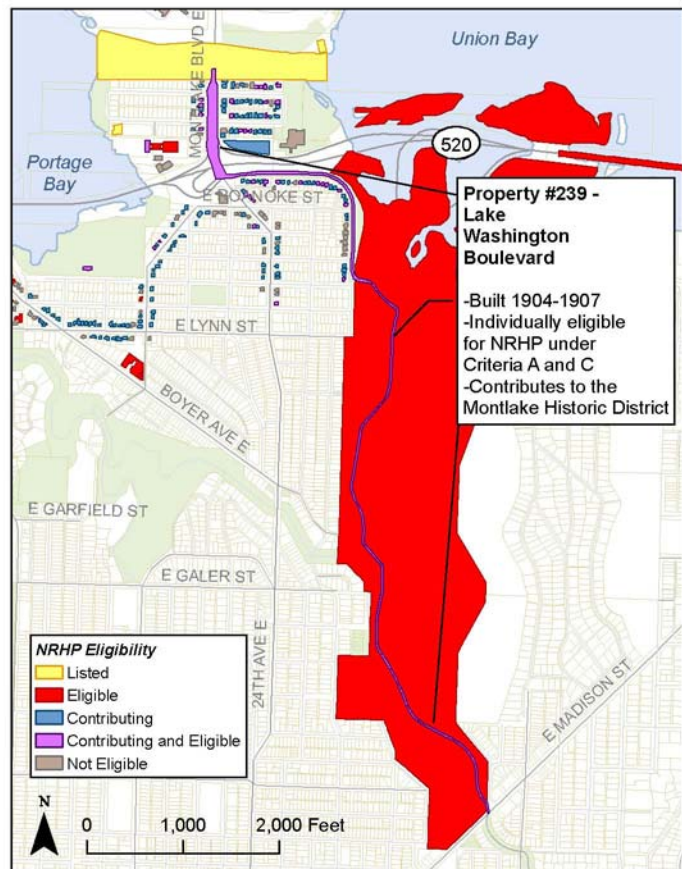 MONTLAKE BLVD E
Union Bay
Portage
Bay
520
E ROANOKE ST
Property #239 -
Lake
Washington
Boulevard
-Built 1904-1907
-Individually eligible
for NRHP under
Criteria A and C
-Contributes to the
Montlake Historic District
E LYNN ST
BOYER AVE E
E GARFIELD ST
E GALER ST
24TH AVE E
E MADISON ST
NRHP Eligibility
Listed
Eligible
Contributing
Contributing and Eligible
Not Eligible
N
0 1,000 2,000 Feet